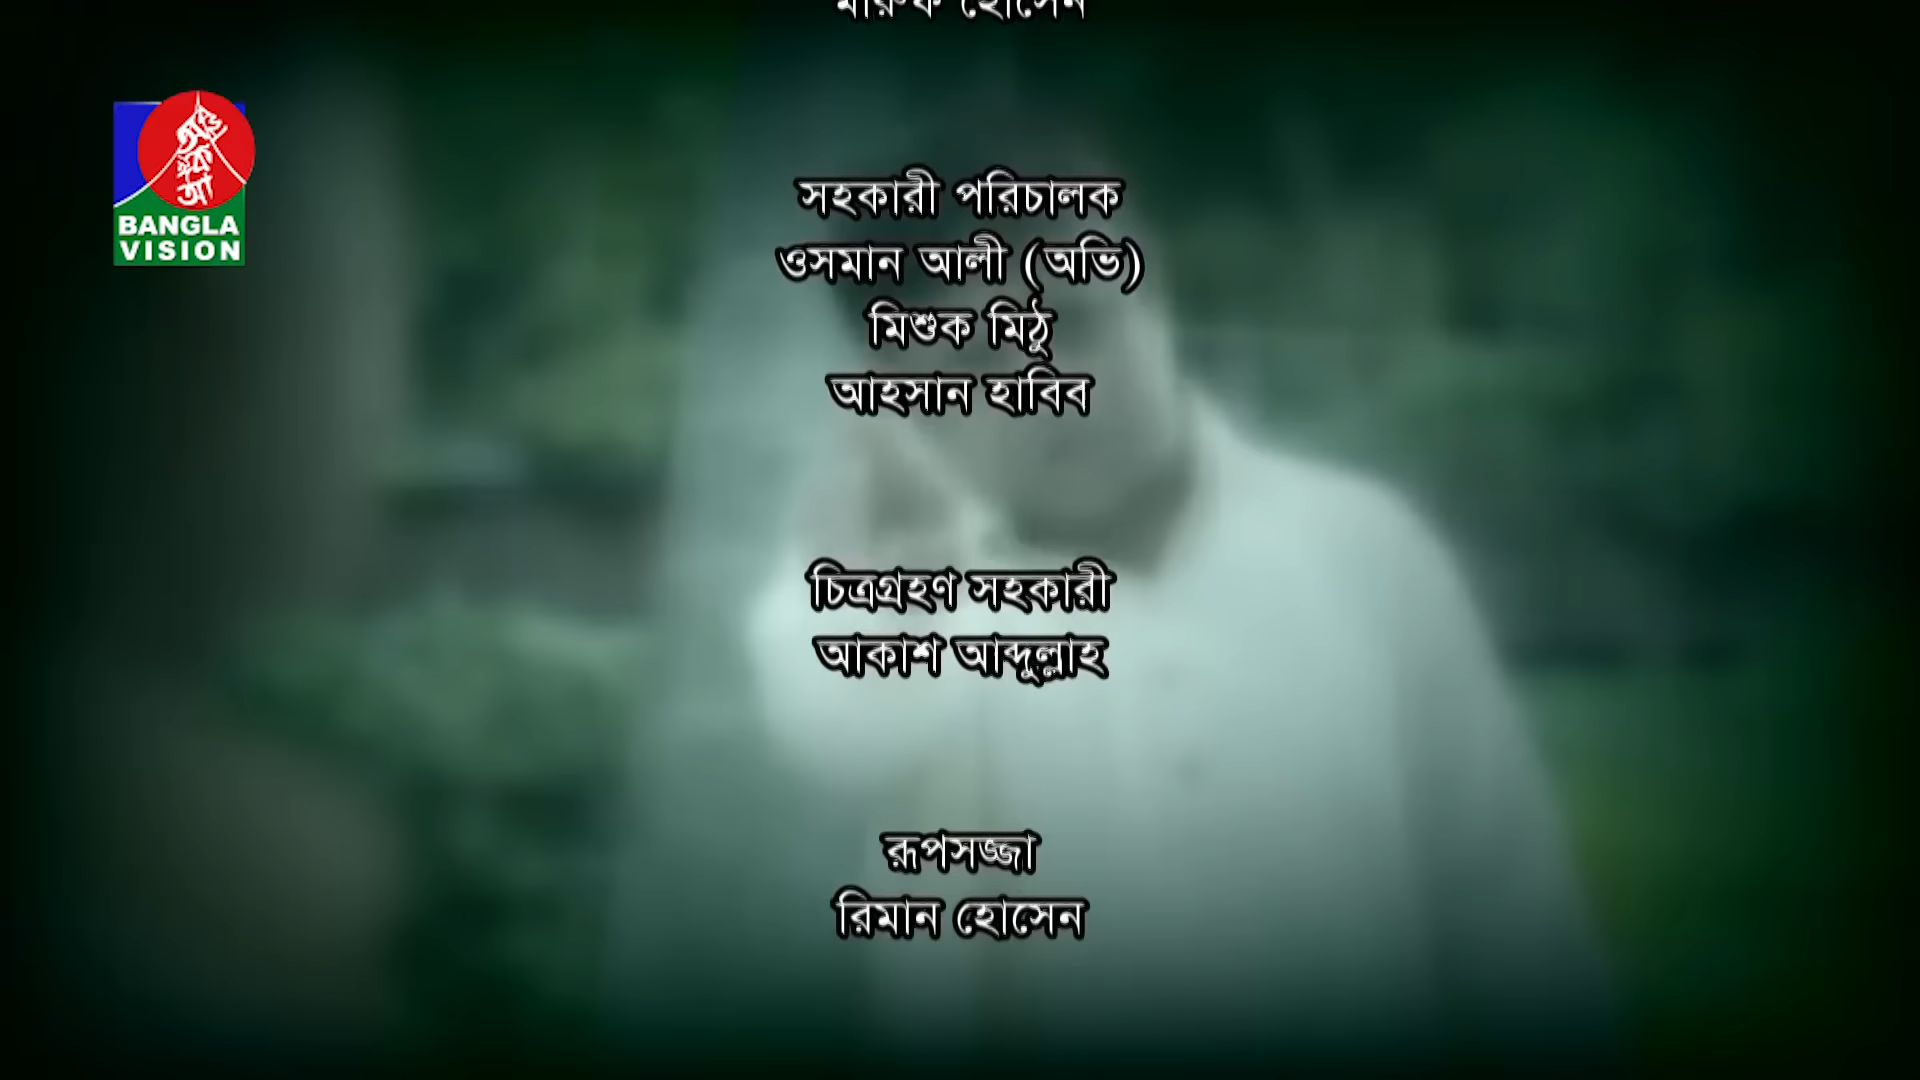 হোসেন
BANGLA
VISION
সহকারী পরিচালক
ওসমান আলী (অভি)
মিশুক মিঠু
আহসান হাবিব
চিত্রগ্রহণ সহকারী
আকাশ আব্দুল্লাহ
রূপসজ্জা
রিমান হোসেন